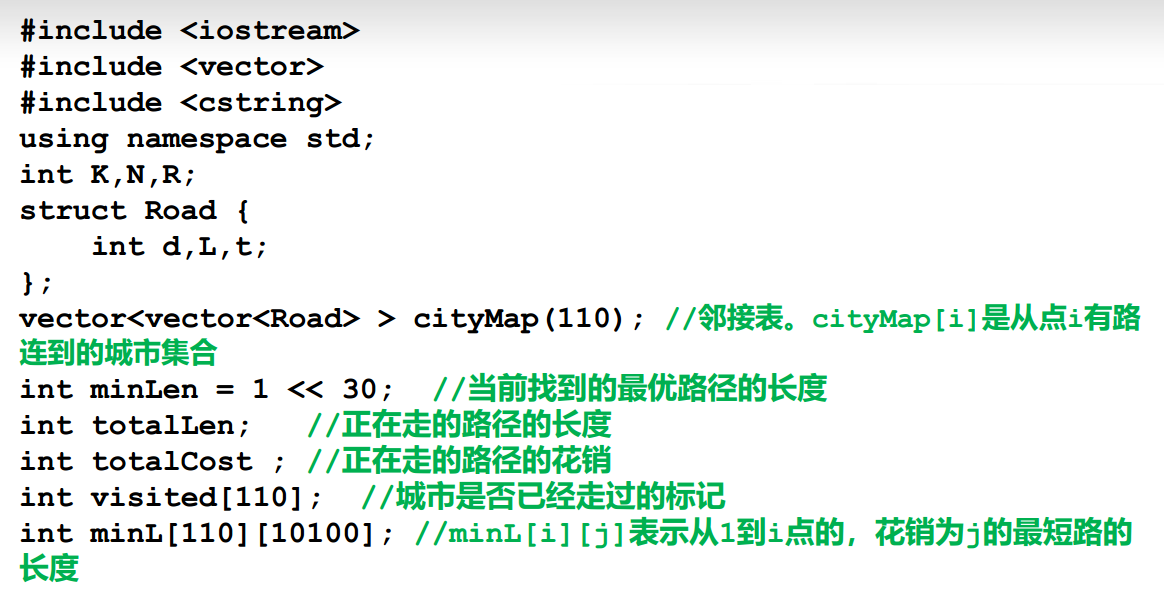 #include <iostream>
#include <vector>
#include <cstring>
using namespace std;
int K,N,R;
struct Road {
    int d,L,t;
};
vector<vector<Road> > cityMap(110); //邻接表。cityMap[i]是从点i有路
连到的城市集合
int minLen = 1 << 30;  //当前找到的最优路径的长度
int totalLen;   //正在走的路径的长度
int totalCost ; //正在走的路径的花销
int visited[110];  //城市是否已经走过的标记
int minL[110][10100]; //minL[i][j]表示从1到i点的，花销为j的最短路的
长度